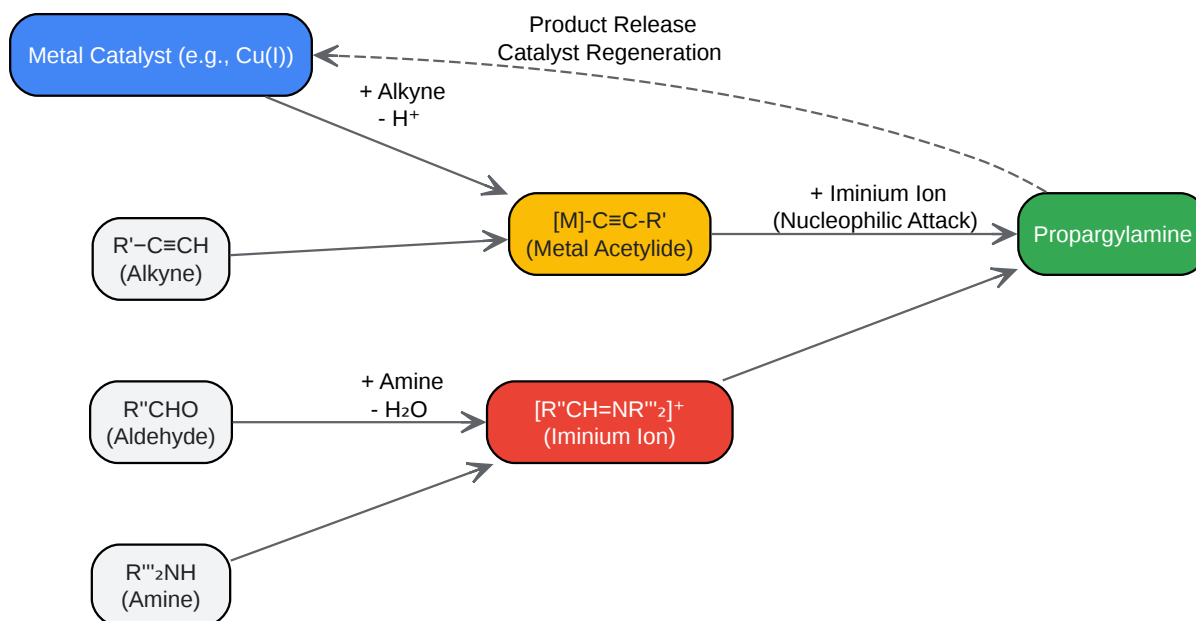 Product Release
Catalyst Regeneration
Metal Catalyst (e.g., Cu(I))
+ Alkyne
- H⁺
R'−C≡CH
(Alkyne)
[M]-C≡C-R'
(Metal Acetylide)
+ Iminium Ion
(Nucleophilic Attack)
Propargylamine
R''CHO
(Aldehyde)
+ Amine
- H₂O
[R''CH=NR'''₂]⁺
(Iminium Ion)
R'''₂NH
(Amine)